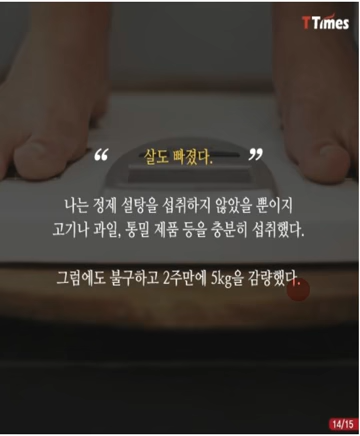 TTimes
“ 살도 빠졌다. ”
나는 정제 설탕을 섭취하지 않았을 뿐이지
고기나 과일, 통밀 제품 등을 충분히 섭취했다.
그럼에도 불구하고 2주만에 5kg을 감량했다.
14/15